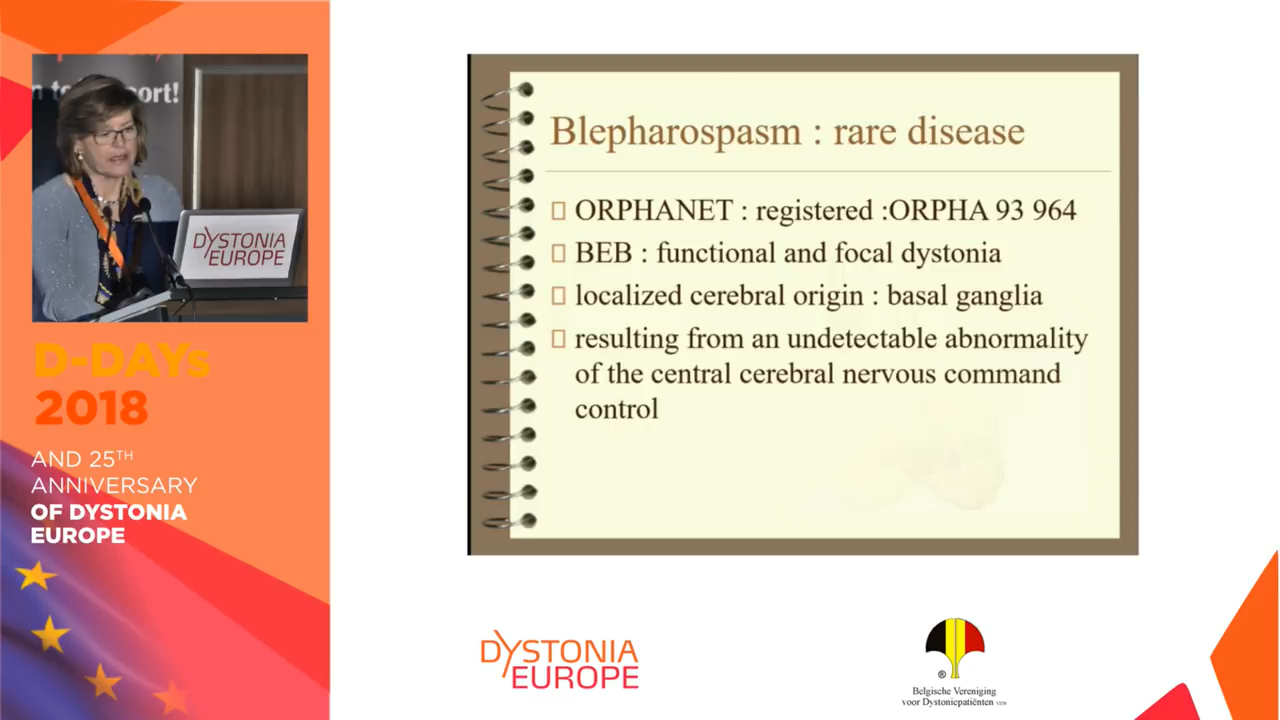 n to
ort!
DYSTONIA
EUROPE
D-DAYs
2018
AND 25TH
ANNIVERSARY
OF DYSTONIA
EUROPE
Blepharospasm : rare disease
ORPHANET : registered :ORPHA 93 964
BEB : functional and focal dystonia
localized cerebral origin : basal ganglia
resulting from an undetectable abnormality
of the central cerebral nervous command
control
DYSTONIA
EUROPE
®
Belgische Vereniging
voor Dystoniepatiënten vzw